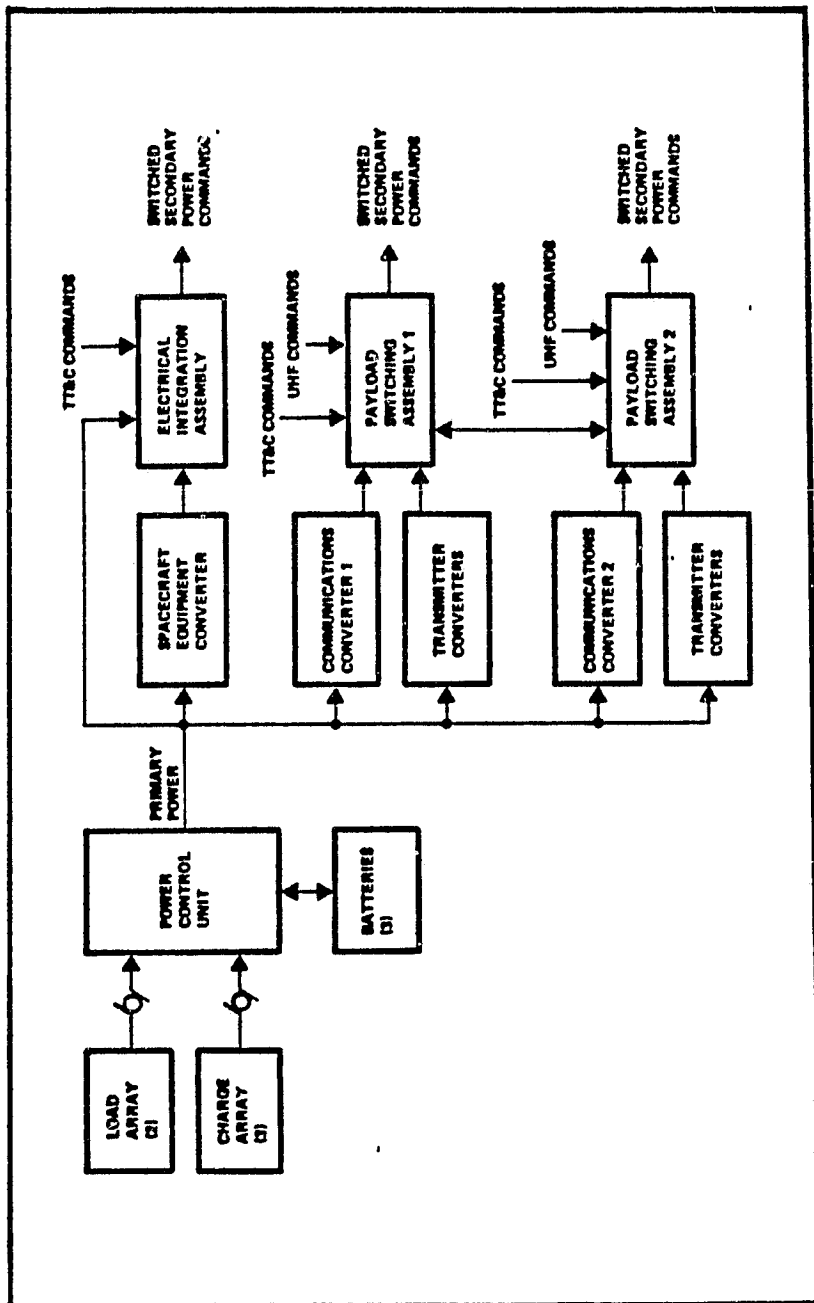 LOAD
ARRAY
(2)
CHARGE
ARRAY
(3)
POWER
CONTROL
UNIT
BATTERIES
(3)
PRIMARY
POWER
SPACECRAFT
EQUIPMENT
CONVERTER
COMMUNICATIONS
CONVERTER 1
TRANSMITTER
CONVERTERS
COMMUNICATIONS
CONVERTER 2
TRANSMITTER
CONVERTERS
TT&C COMMANDS
ELECTRICAL
INTEGRATION
ASSEMBLY
TT&C COMMANDS
UHF COMMANDS
PAYLOAD
SWITCHING
ASSEMBLY 1
TT&C COMMANDS
UHF COMMANDS
PAYLOAD
SWITCHING
ASSEMBLY 2
SWITCHED
SECONDARY
POWER
COMMANDS
SWITCHED
SECONDARY
POWER
COMMANDS
SWITCHED
SECONDARY
POWER
COMMANDS